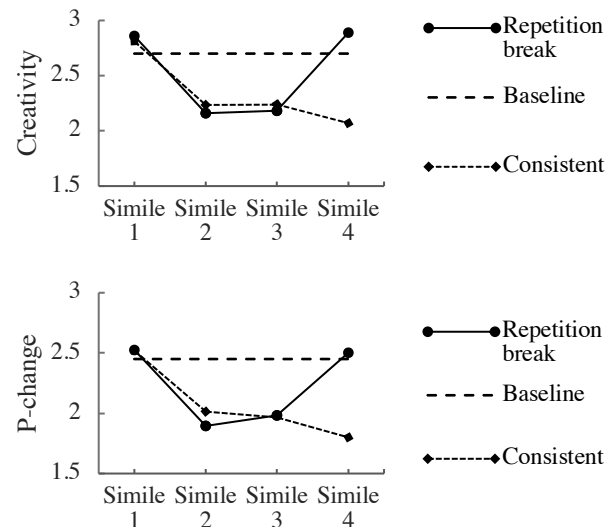 3
2.5
2
1.5
Creativity
Simile Simile Simile Simile
1 2 3 4
Repetition
break
Baseline
Consistent
3
2.5
2
1.5
P-change
Simile Simile Simile Simile
1 2 3 4
Repetition
break
Baseline
Consistent